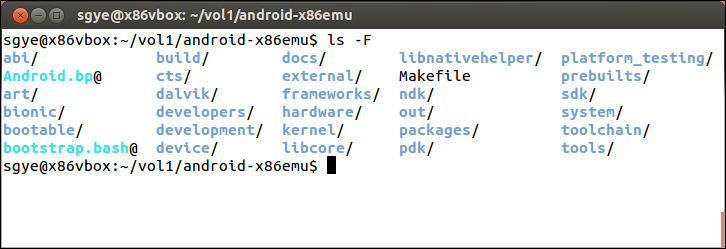 sgye@x86vbox: ~/vol1/android-x86emu
sgye@x86vbox:~/vol1/android-x86emu$ ls -F
abi/ build/ docs/ libnativehelper/ platform_testing/
Android.bp@ cts/ external/ Makefile prebuilts/
art/ dalvik/ frameworks/ ndk/ sdk/
bionic/ developers/ hardware/ out/ system/
bootable/ development/ kernel/ packages/ toolchain/
bootstrap.bash@ device/ libcore/ pdk/ tools/
sgye@x86vbox:~/vol1/android-x86emu$